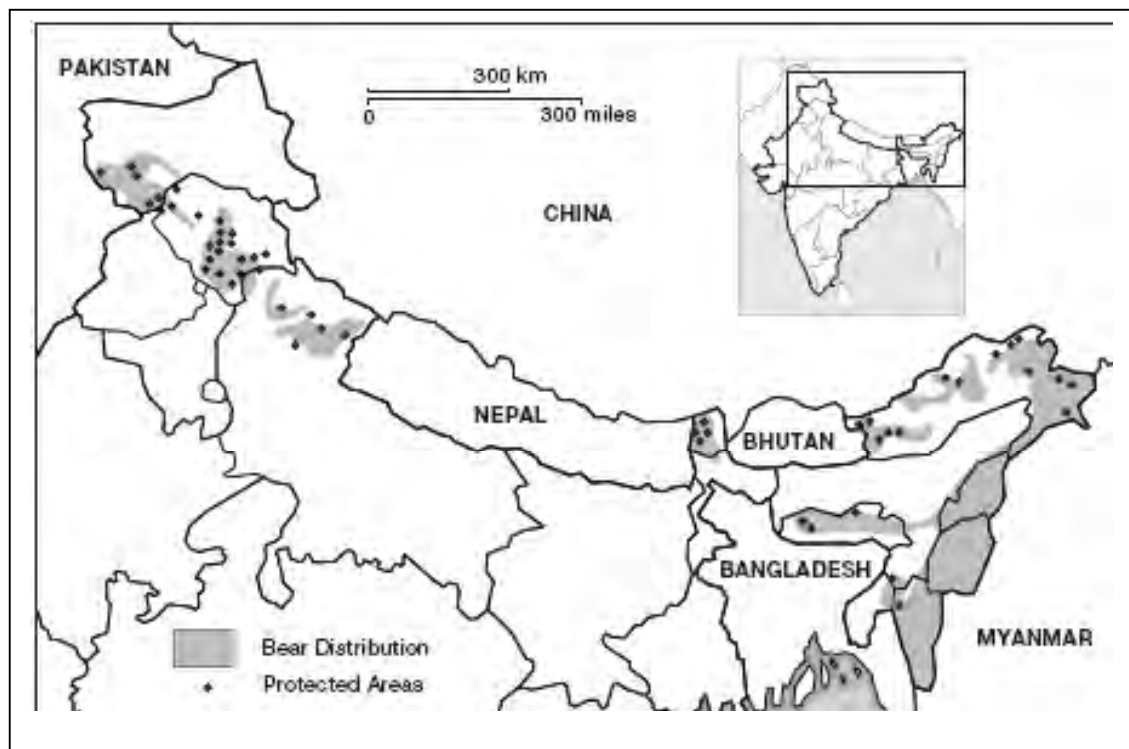 PAKISTAN
300 km
0
300 miles
CHINA
NEPAL
BHUTAN
BANGLADESH
MYANMAR
Bear Distribution
Protected Areas